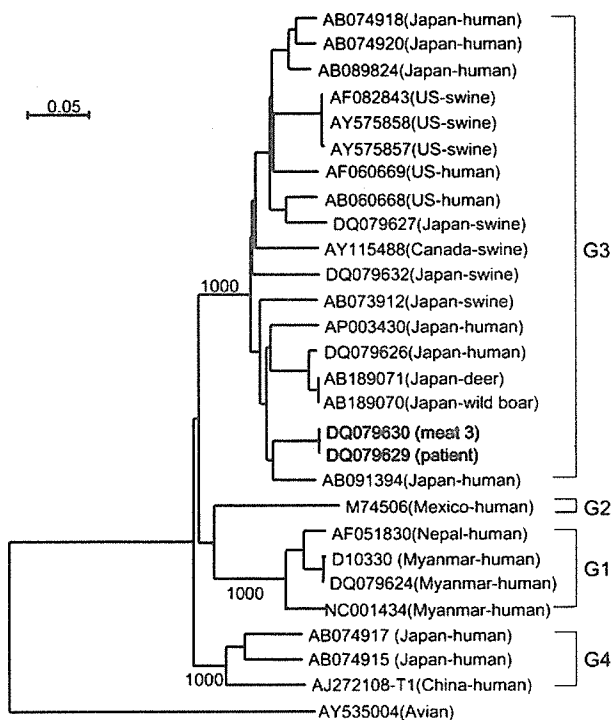 AB074918(Japan-human)
AB074920(Japan-human)
AB089824(Japan-human)
0.05
AF082843(US-swine)
AY575858(US-swine)
AY575857(US-swine)
AF060669(US-human)
AB060668(US-human)
DQ079627(Japan-swine)
AY115488(Canada-swine)
G3
DQ079632(Japan-swine)
1000
AB073912(Japan-swine)
AP003430(Japan-human)
DQ079626(Japan-human)
AB189071(Japan-deer)
AB189070(Japan-wild boar)
DQ079630 (meat 3)
DQ079629 (patient)
AB091394(Japan-human)
M74506(Mexico-human)
G2
AF051830(Nepal-human)
D10330 (Myanmar-human)
G1
DQ079624(Myanmar-human)
1000
NC001434(Myanmar-human)
AB074917 (Japan-human)
AB074915 (Japan-human)
G4
1000
AJ272108-T1(China-human)
AY535004(Avian)